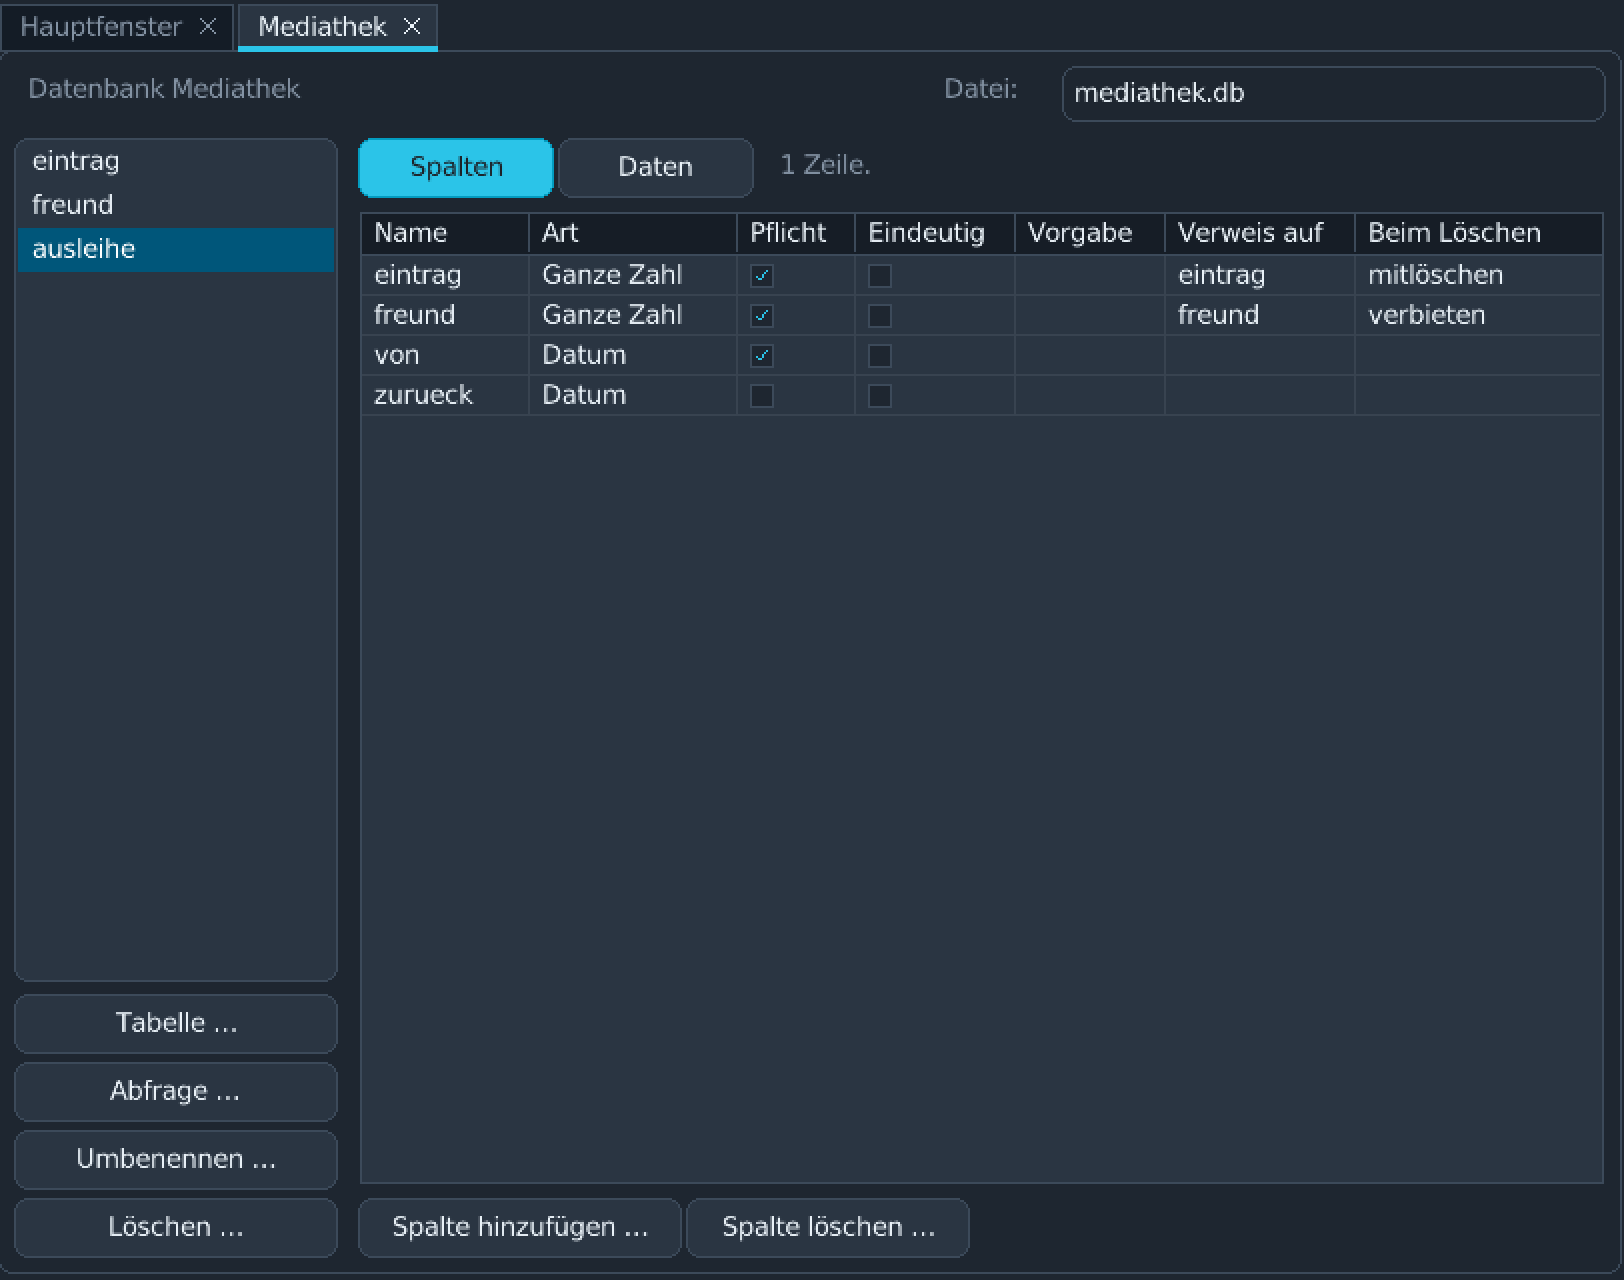 Hauptfenster
Mediathek
Datenbank Mediathek
Datei:
mediathek.db
eintrag
freund
ausleihe
Spalten
Daten
1 Zeile.
Name Art Pflicht Eindeutig Vorgabe Verweis auf Beim Löschen
eintrag Ganze Zahl eintrag mitlöschen
freund Ganze Zahl freund verbieten
von Datum
zurueck Datum
Tabelle ...
Abfrage ...
Umbenennen ...
Löschen ...
Spalte hinzufügen ...
Spalte löschen ...